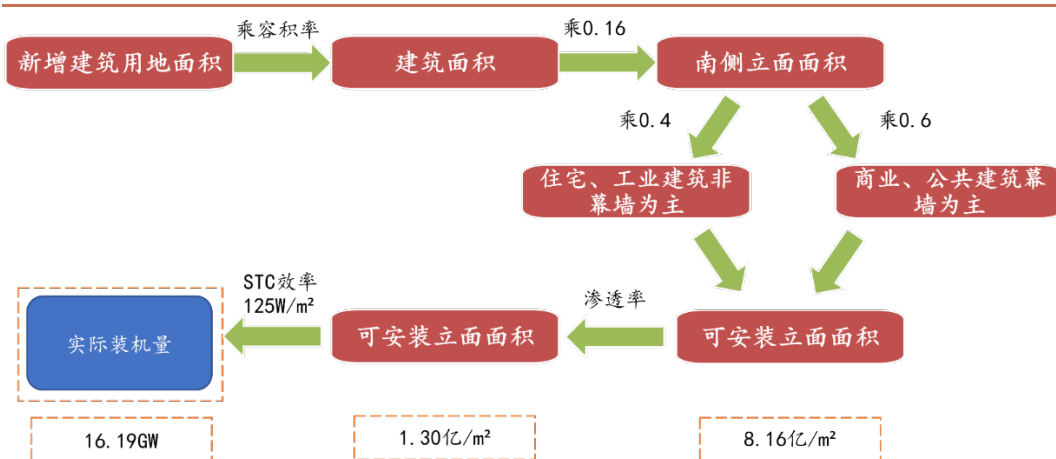 乘容积率
乘0.16
新增建筑用地面积
建筑面积
南侧立面面积
乘0.4
乘0.6
住宅、工业建筑非
幕墙为主
商业、公共建筑幕
墙为主
STC效率
125W/m²
渗透率
实际装机量
可安装立面面积
可安装立面面积
16.19GW
1.30亿/m²
8.16亿/m²